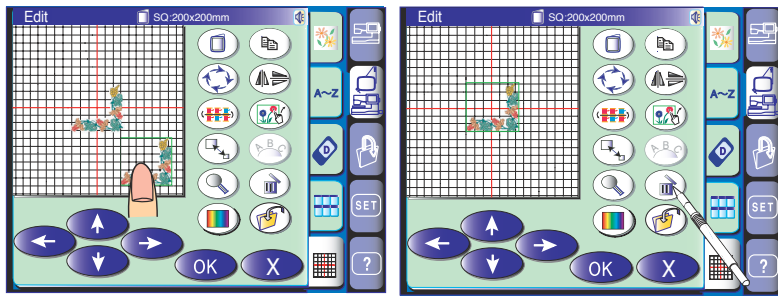 Edit SQ:200x200mm
A~Z
A B C
D
SET
OK X ?
Edit SQ:200x200mm
A~Z
A B C
D
SET
OK X ?